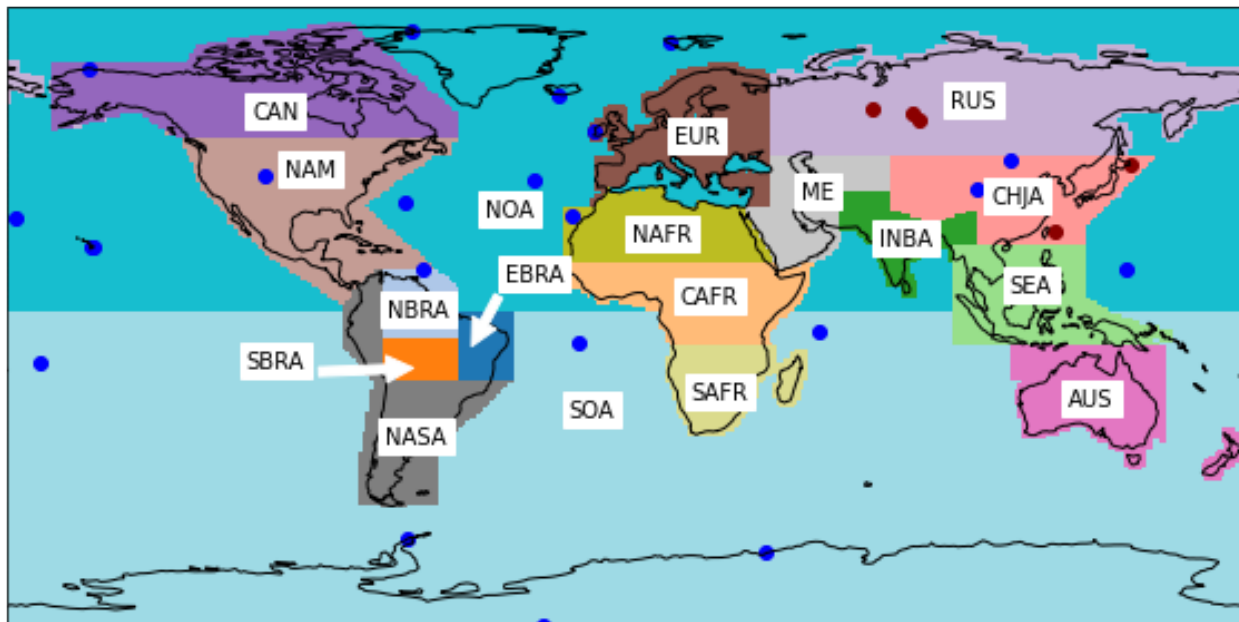 RUS
CAN
EUR
NAM
ME
CHJA
NOA
NAFR
INBA
EBRA
SEA
CAFR
NBRA
SBRA
SAFR
AUS
SOA
NASA